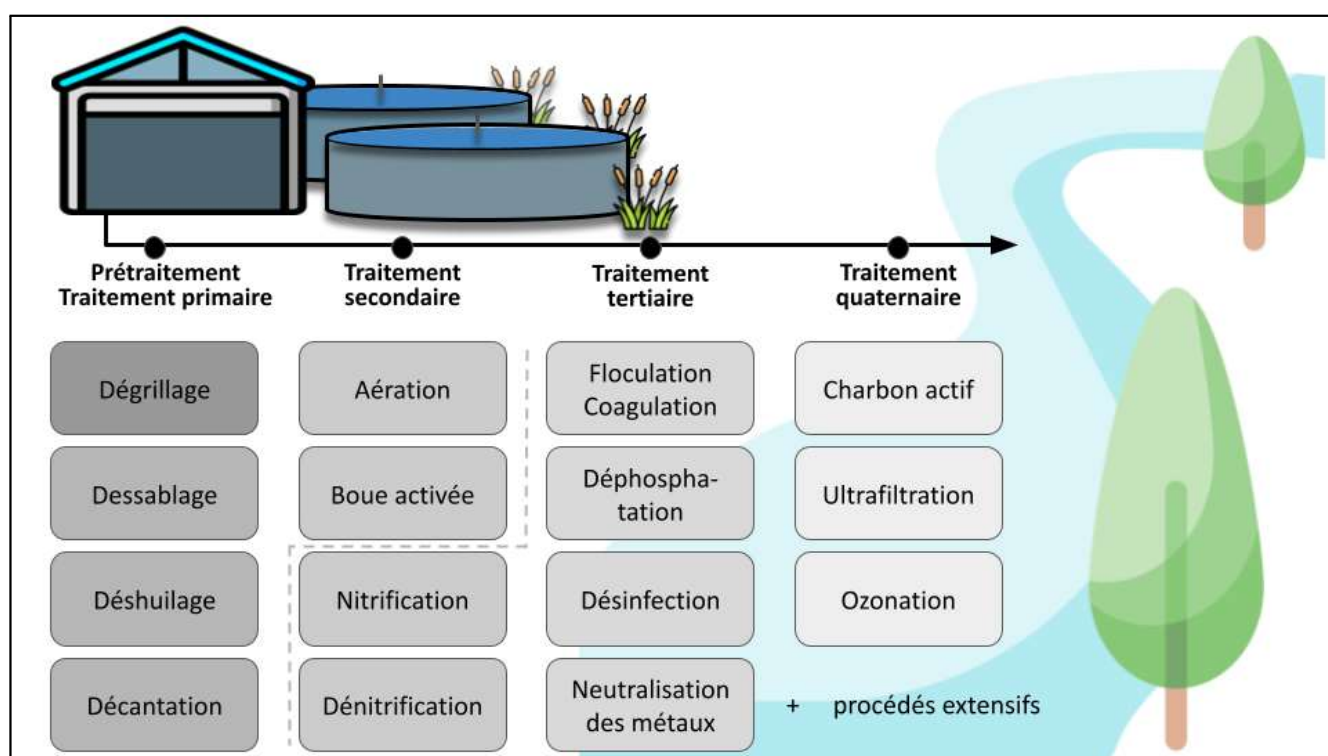 Prétraitement
Traitement primaire
Traitement
secondaire
Traitement
tertiaire
Traitement
quaternaire
Dégrillage
Dessablage
Déshuilage
Décantation
Aération
Boue activée
Nitrification
Dénitrification
Floculation
Coagulation
Déphospha-
tation
Désinfection
Neutralisation
des métaux
Charbon actif
Ultrafiltration
Ozonation
+ procédés extensifs